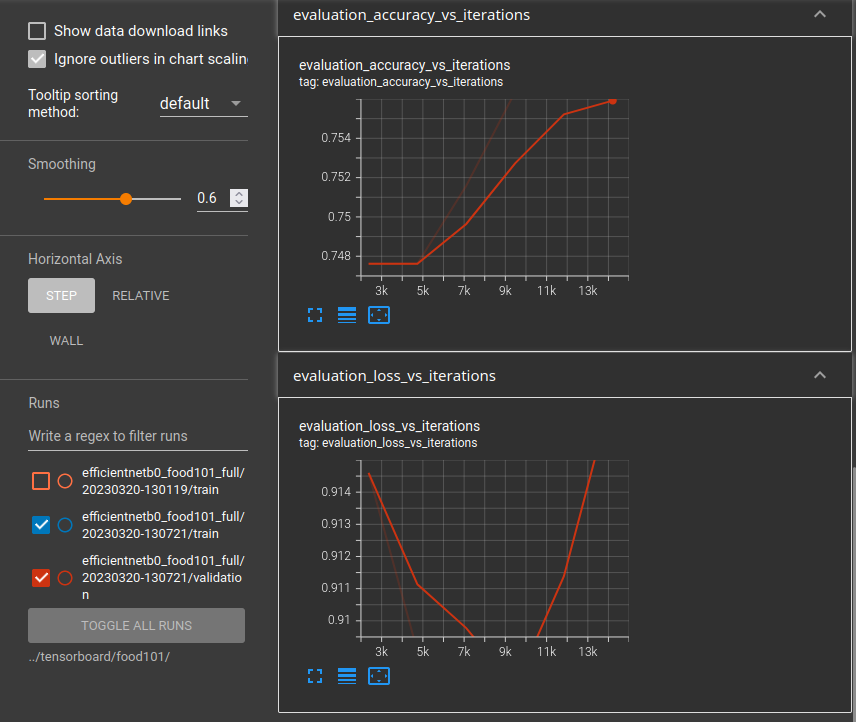 Show data download links
Ignore outliers in chart scalin
Tooltip sorting
method:
default
Smoothing
0.6
Horizontal Axis
STEP
RELATIVE
WALL
Runs
Write a regex to filter runs
efficientnetb0_food101_full/
20230320-130119/train
efficientnetb0_food101_full/
20230320-130721/train
efficientnetb0_food101_full/
20230320-130721/validatio
n
TOGGLE ALL RUNS
../tensorboard/food101/
evaluation_accuracy_vs_iterations
evaluation_accuracy_vs_iterations
tag: evaluation_accuracy_vs_iterations
0.754
0.752
0.75
0.748
3k 5k 7k 9k 11k 13k
evaluation_loss_vs_iterations
evaluation_loss_vs_iterations
tag: evaluation_loss_vs_iterations
0.914
0.913
0.912
0.911
0.91
3k 5k 7k 9k 11k 13k